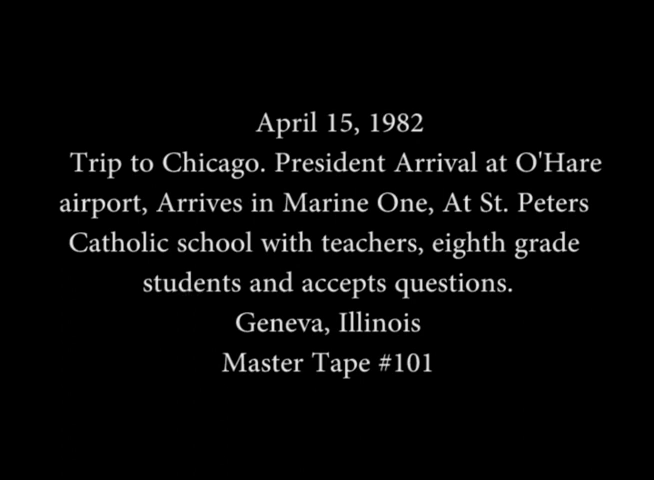 April 15, 1982
Trip to Chicago. President Arrival at O'Hare
airport, Arrives in Marine One, At St. Peters
Catholic school with teachers, eighth grade
students and accepts questions.
Geneva, Illinois
Master Tape #101